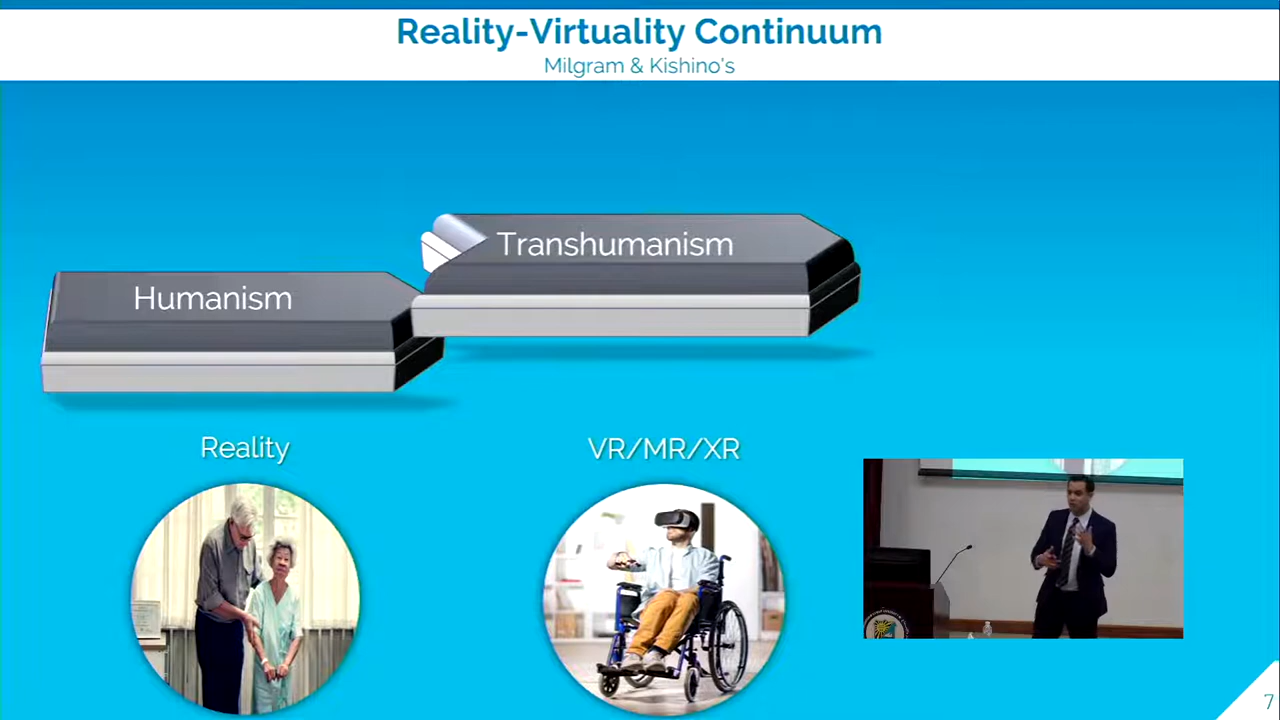 Reality-Virtuality Continuum
Milgram & Kishino's
Transhumanism
Humanism
Reality
VR/MR/XR
7